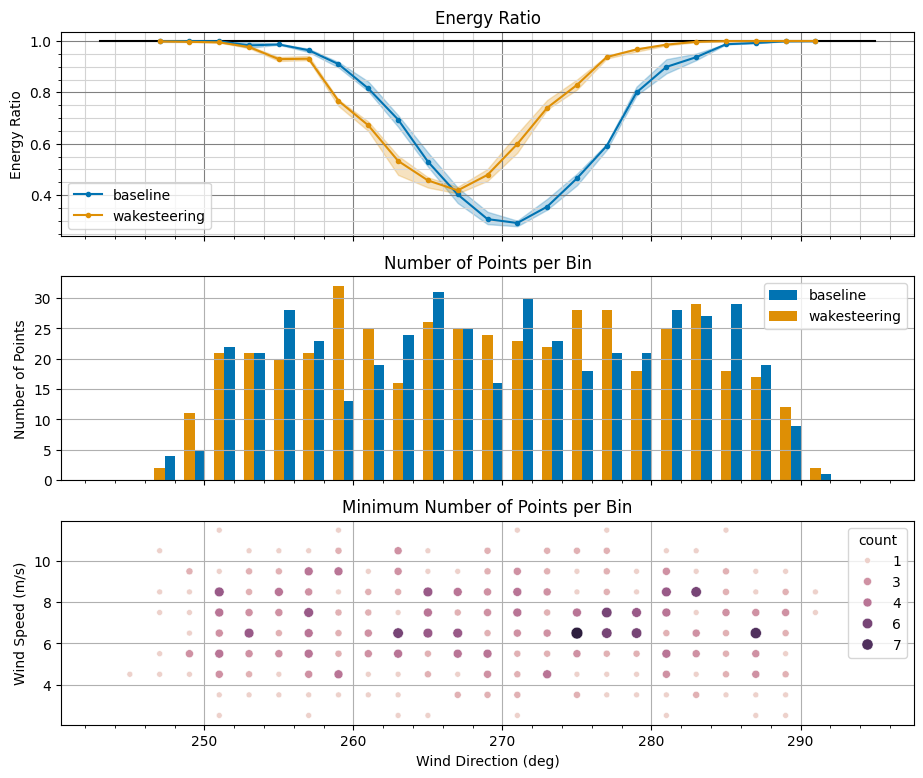 Energy Ratio
1.0
0.8
0.6
0.4
Energy Ratio
baseline
wakesteering
Number of Points per Bin
30
25
20
15
10
5
0
Number of Points
baseline
wakesteering
Minimum Number of Points per Bin
10
8
6
4
Wind Speed (m/s)
count
1
3
4
6
7
250
260
270
280
290
Wind Direction (deg)